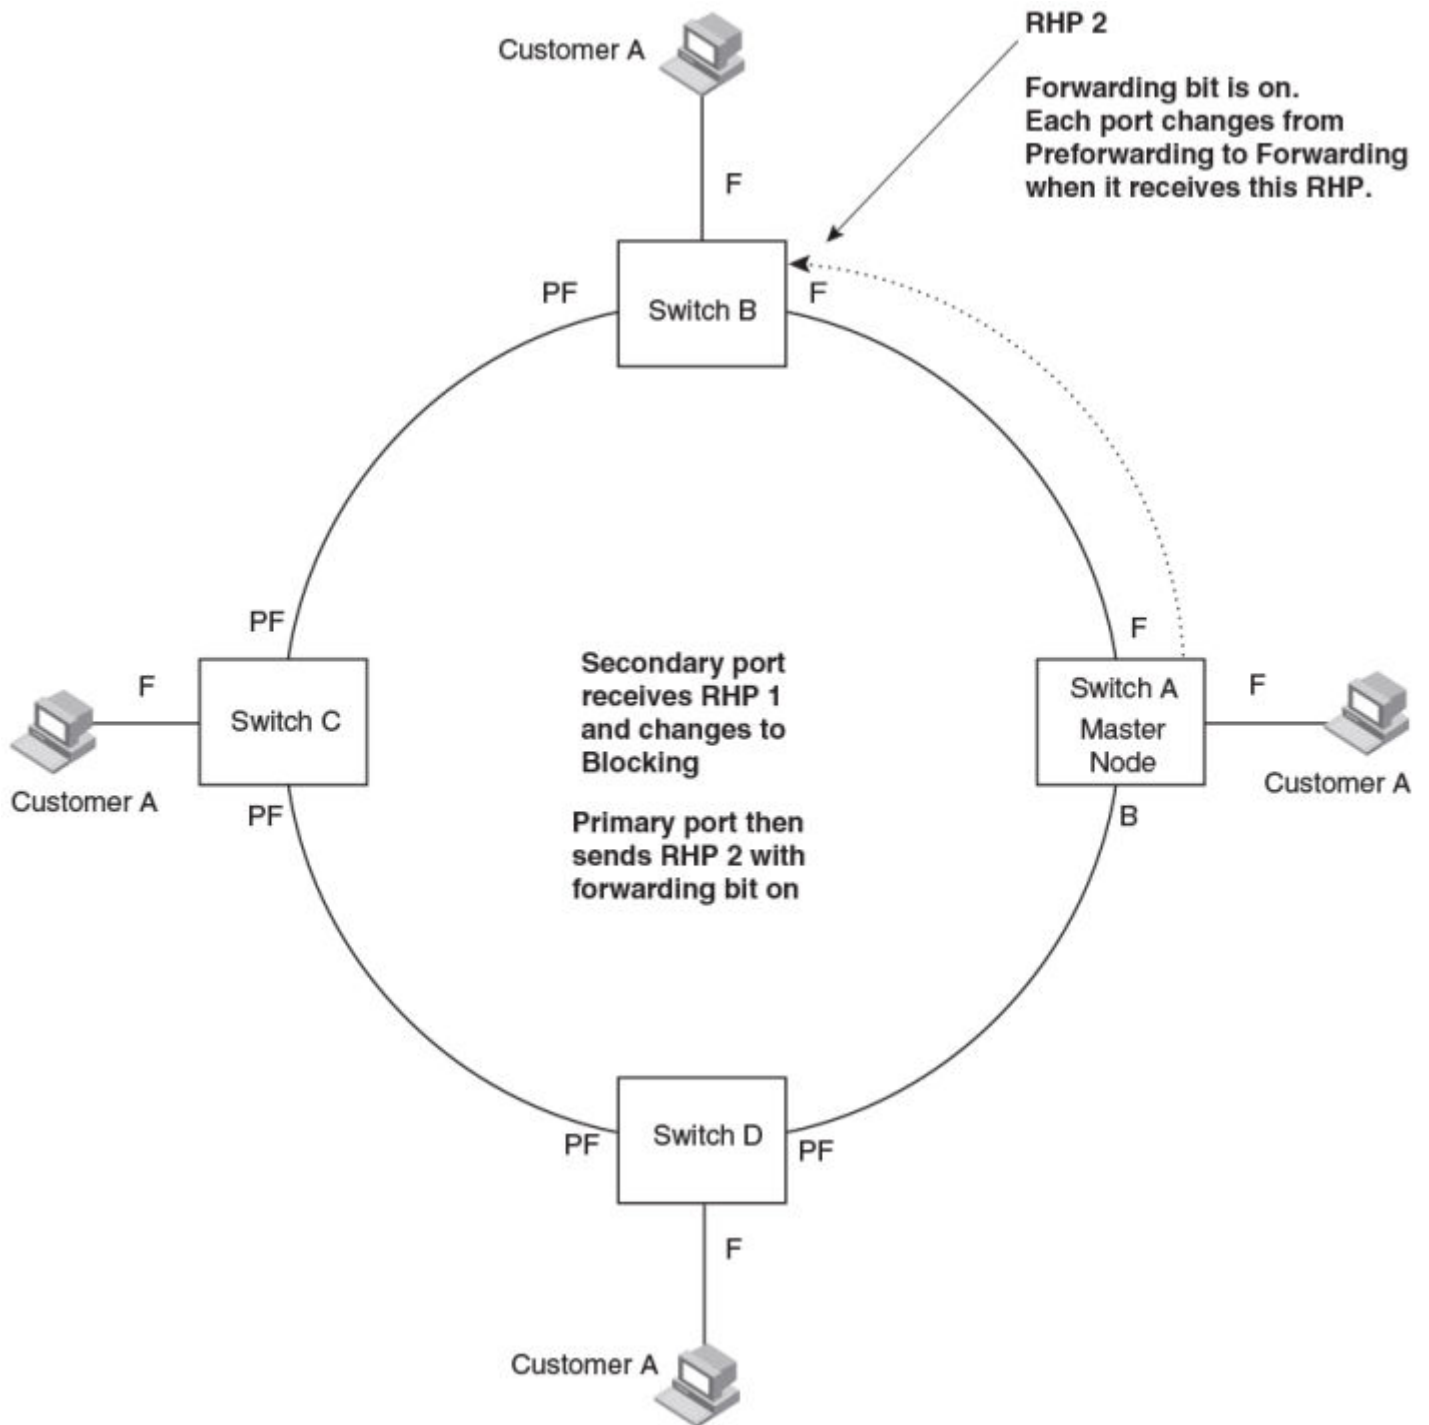 Customer A
RHP 2
Forwarding bit is on.
Each port changes from
Preforwarding to Forwarding
when it receives this RHP.
F
PF
Switch B
F
PF
F
Switch C
Customer A
PF
Secondary port
receives RHP 1
and changes to
Blocking
Primary port then
sends RHP 2 with
forwarding bit on
F
Switch A
Master
Node
F
Customer A
B
PF
Switch D
PF
F
Customer A